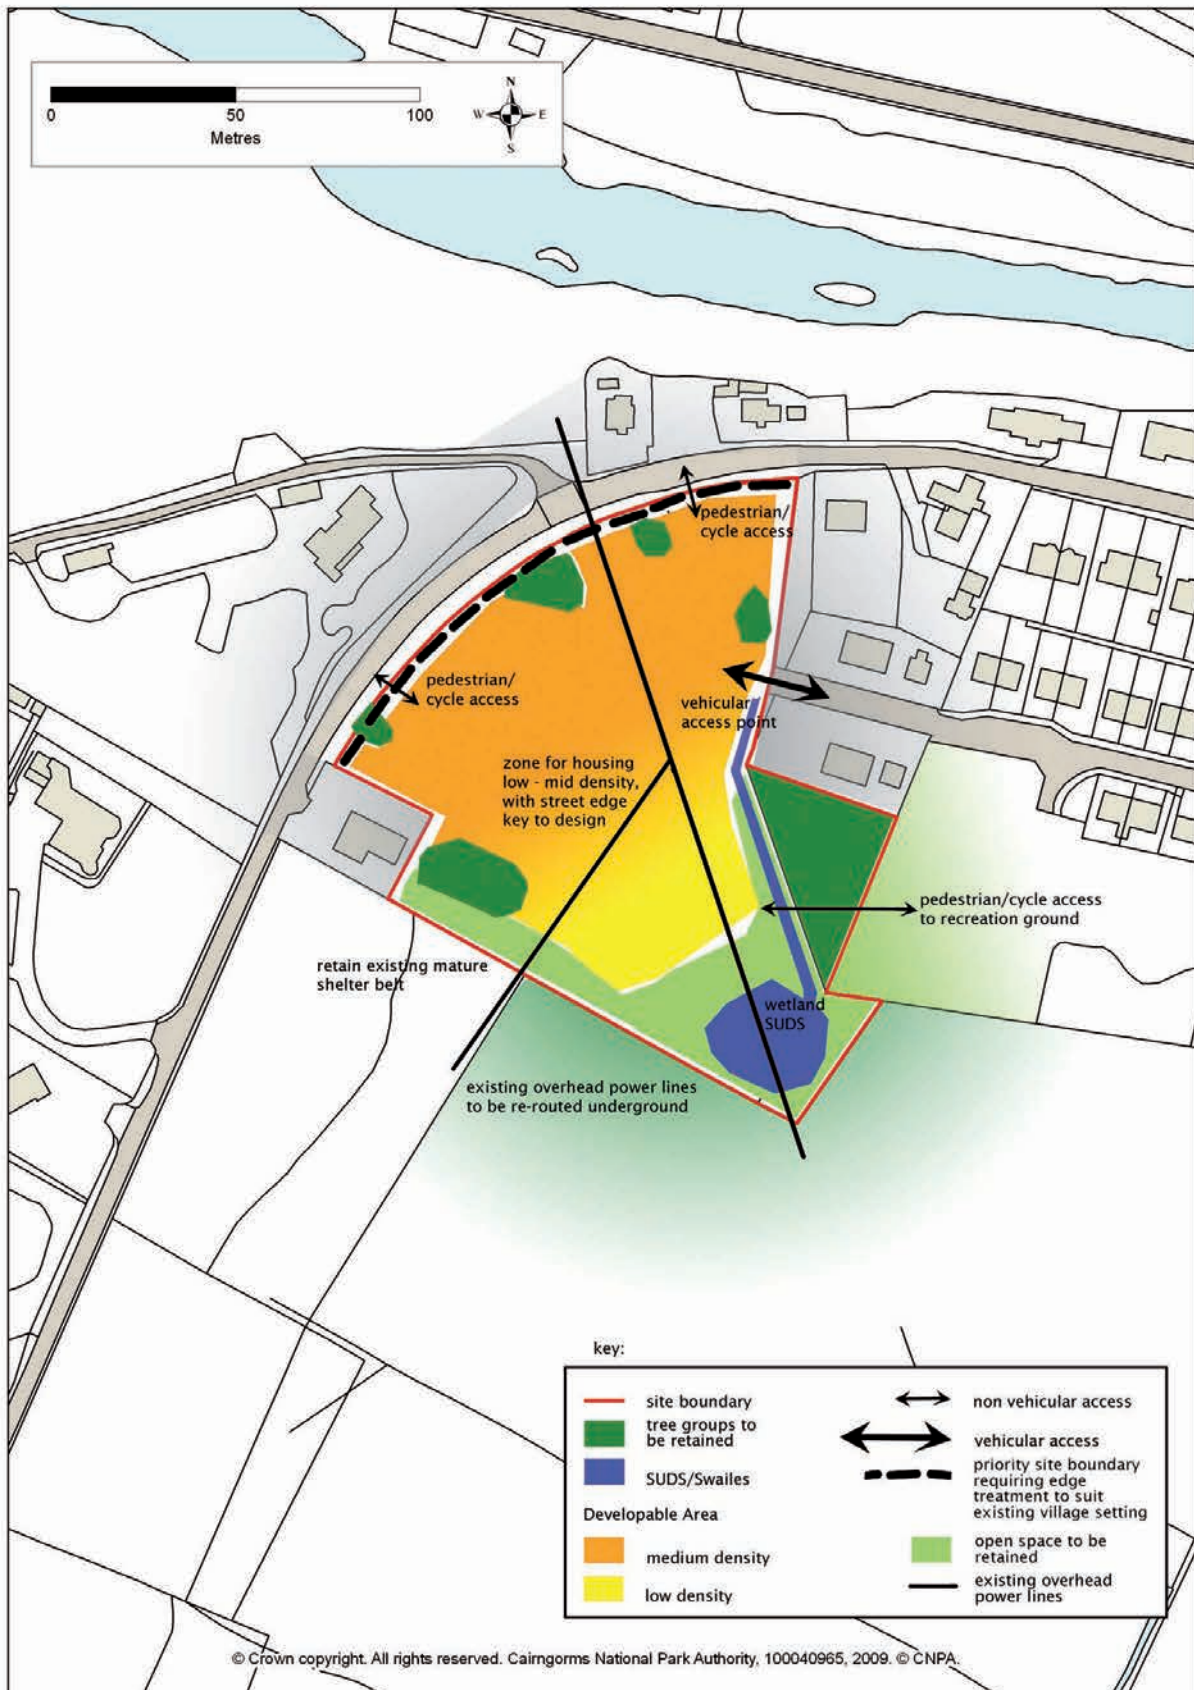 N
W E
S
0 50 100
Metres
pedestrian/
cycle access
pedestrian/
cycle access
vehicular
access point
zone for housing
low - mid density,
with street edge
key to design
pedestrian/cycle access
to recreation ground
retain existing mature
shelter belt
wetland
SUDS
existing overhead power lines
to be re-routed underground
key:
site boundary
tree groups to
be retained
SUDS/Swailes
Developable Area
medium density
low density
non vehicular access
vehicular access
priority site boundary
requiring edge
treatment to suit
existing village setting
open space to be
retained
existing overhead
power lines
© Crown copyright. All rights reserved. Cairngorms National Park Authority, 100040965, 2009. © CNPA.